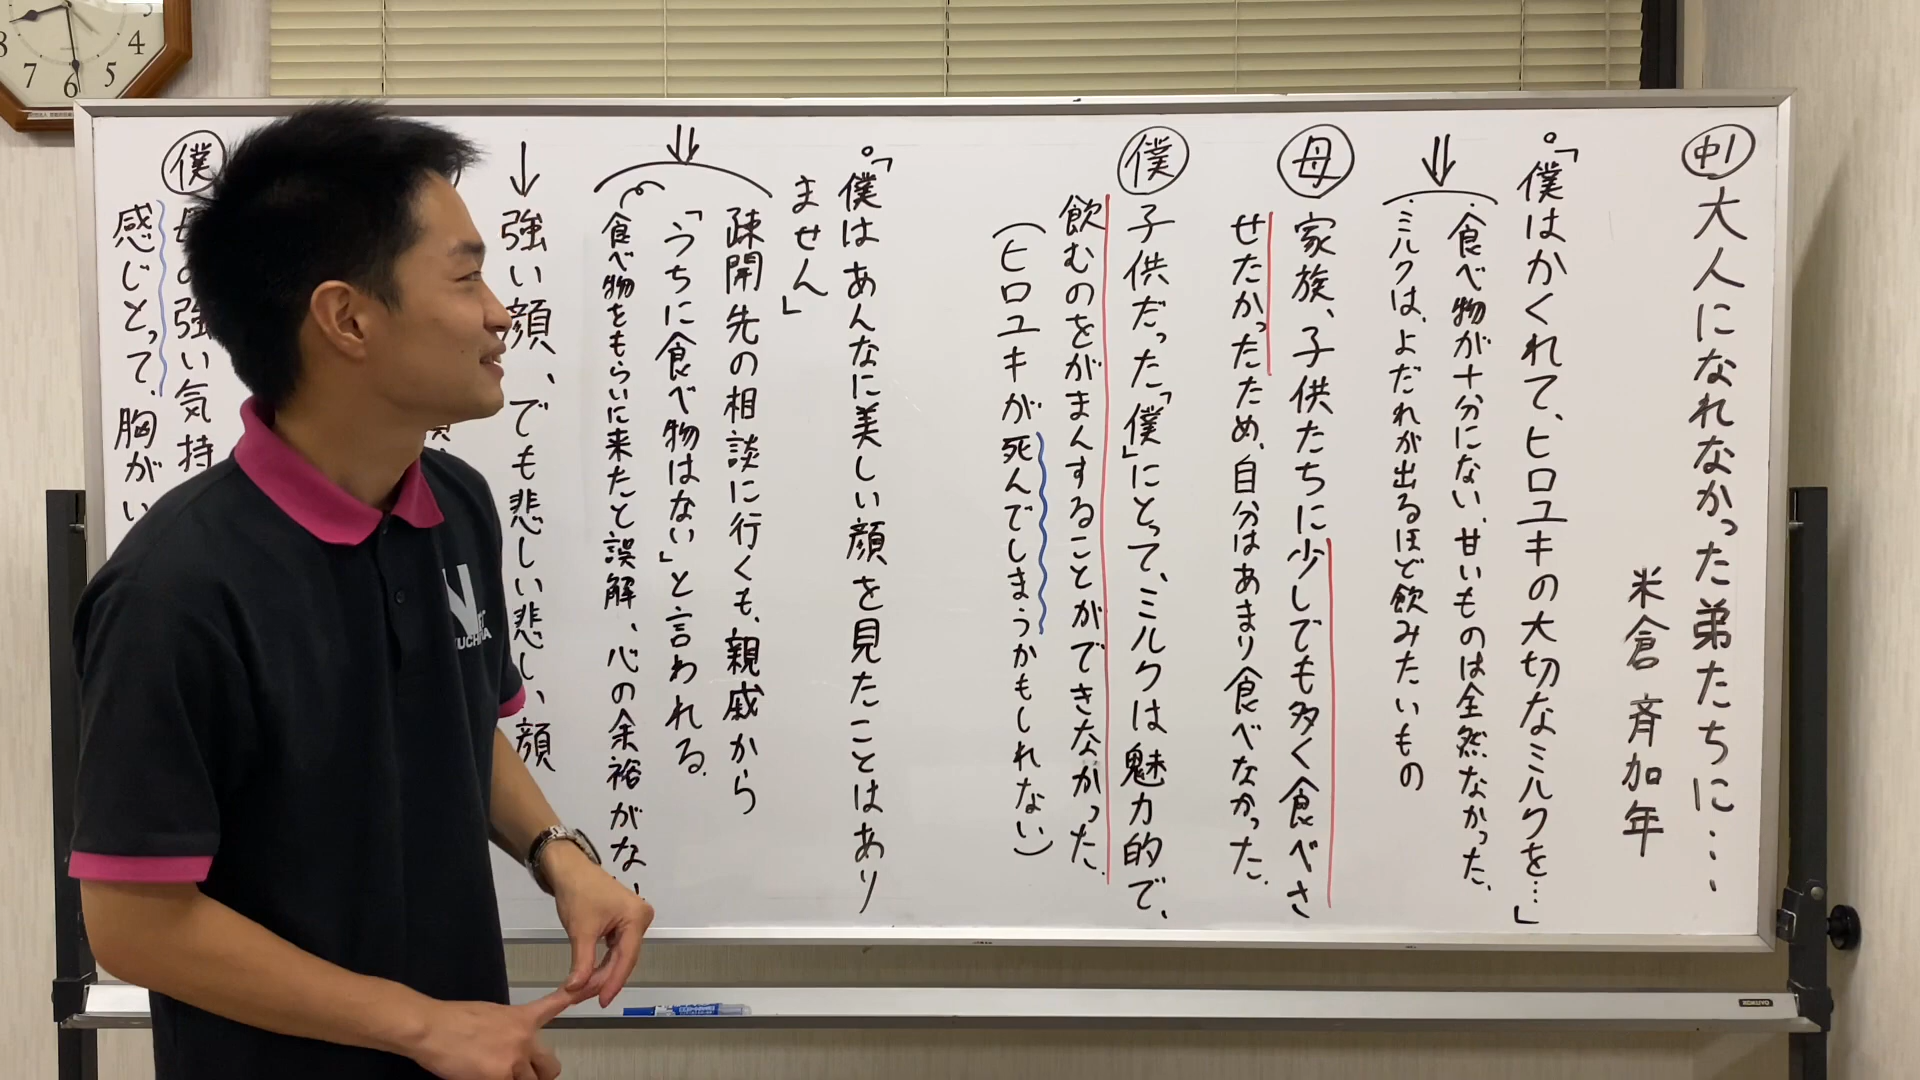 中1 大人になれなかった弟たちに…
米倉 斉加年
。「僕はかくれて、ヒロユキの大切なミルクを…」
・食べ物が十分にない、甘いものは全然なかった、
・ミルクは、よだれが出るほど飲みたいもの
母 家族、子供たちに少しでも多く食べさ
せたかったため、自分はあまり食べなかった。
僕 子供だった「僕」にとって、ミルクは魅力的で、
飲むのをがまんすることができなかった。
(ヒロユキが死んでしまうかもしれない)
。「僕はあんなに美しい顔を見たことはあり
ません」
疎開先の相談に行くも、親戚から
「うちに食べ物はない」と言われる。
食べ物をもらいに来たと誤解、心の余裕がな
→強い顔、でも悲しい悲しい顔
僕 の強い気持
感じとって、胸がい
8 7 6 5 4
KOKUYO